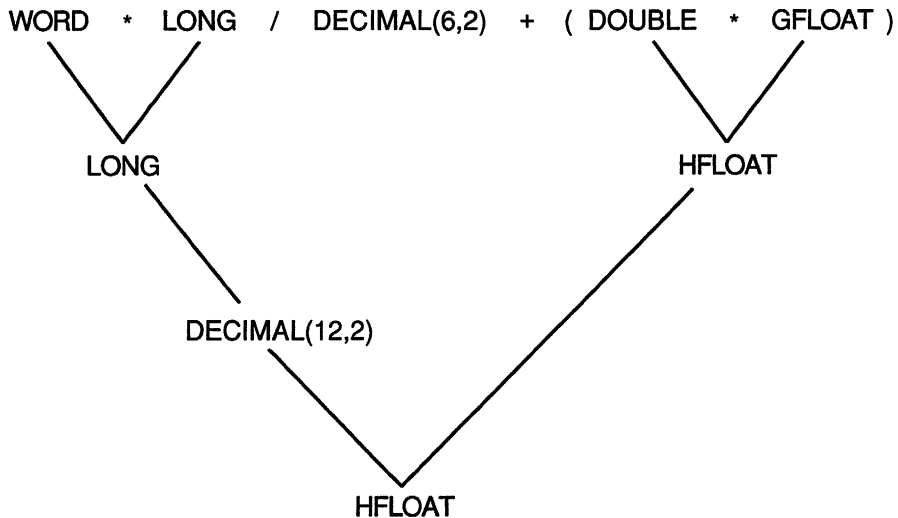 WORD * LONG / DECIMAL(6,2) + ( DOUBLE * GFLOAT )
LONG HFLOAT
DECIMAL(12,2)
HFLOAT